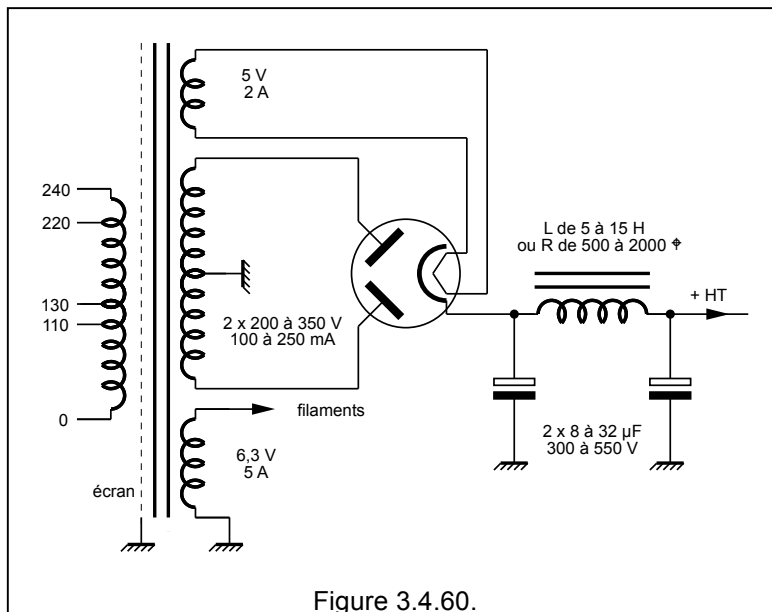 5 V
2 A
240
220
130
110
0
2 x 200 à 350 V
100 à 250 mA
L de 5 à 15 H
ou R de 500 à 2000 ⌖
+ HT
filaments
6,3 V
5 A
2 x 8 à 32 µF
300 à 550 V
écran
Figure 3.4.60.